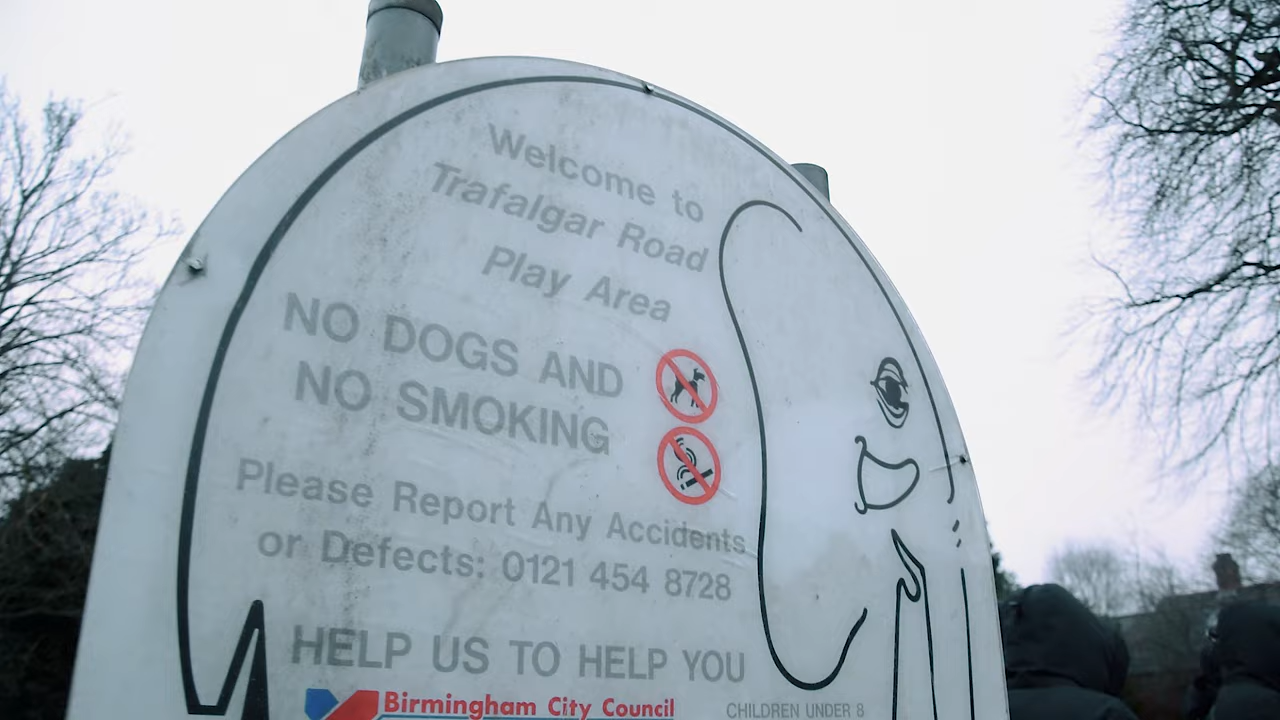 Welcome to
Trafalgar Road
Play Area
NO DOGS AND
NO SMOKING
Please Report Any Accidents
or Defects: 0121 454 8728
HELP US TO HELP YOU
Birmingham City Council
CHILDREN UNDER 8